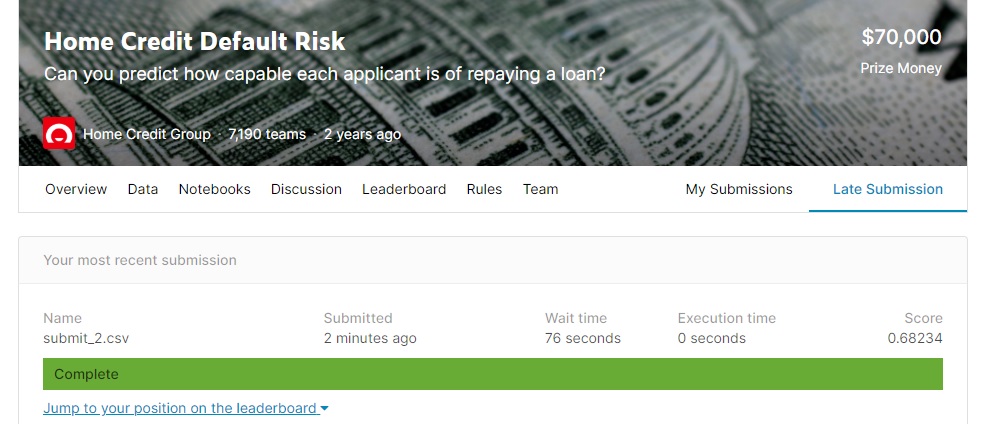 Home Credit Default Risk
$70,000
Can you predict how capable each applicant is of repaying a loan?
Prize Money
Home Credit Group · 7,190 teams · 2 years ago
Overview Data Notebooks Discussion Leaderboard Rules Team My Submissions Late Submission
Your most recent submission
Name Submitted Wait time Execution time Score
submit_2.csv 2 minutes ago 76 seconds 0 seconds 0.68234
Complete
Jump to your position on the leaderboard